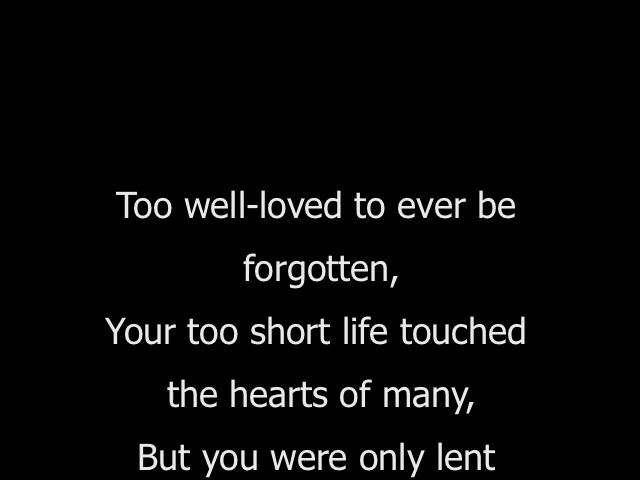 Too well-loved to ever be
forgotten,
Your too short life touched
the hearts of many,
But you were only lent